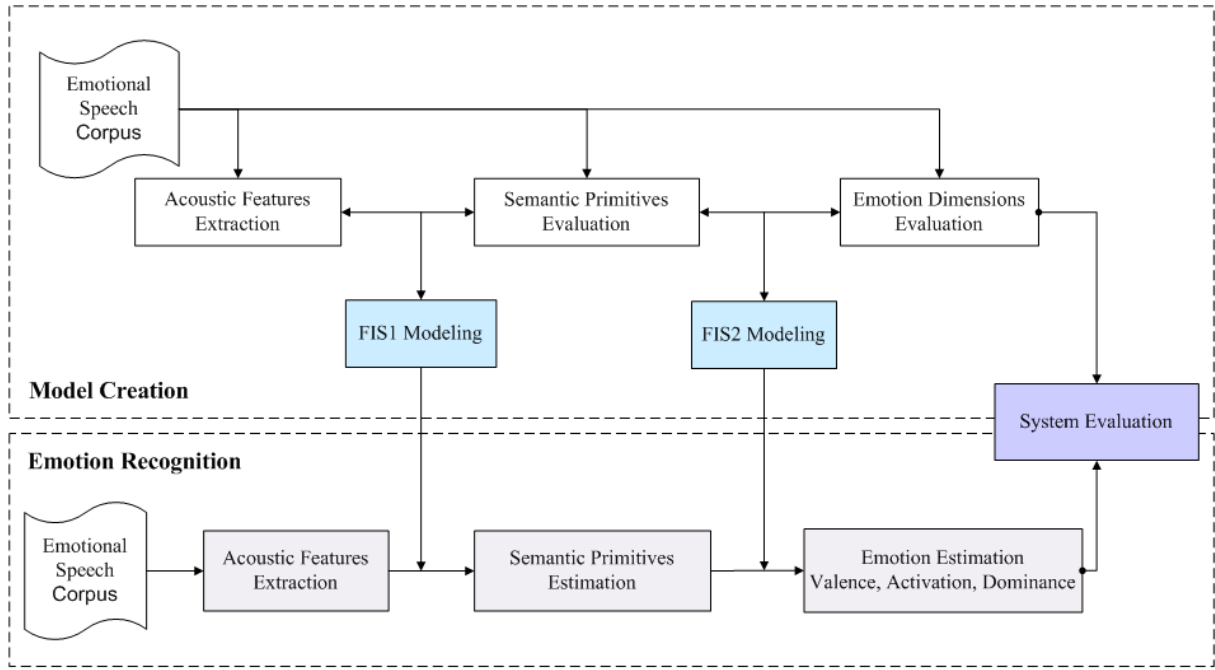 Emotional
Speech
Corpus
Acoustic Features
Extraction
Semantic Primitives
Evaluation
Emotion Dimensions
Evaluation
FIS1 Modeling
FIS2 Modeling
Model Creation
System Evaluation
Emotion Recognition
Emotional
Speech
Corpus
Acoustic Features
Extraction
Semantic Primitives
Estimation
Emotion Estimation
Valence, Activation, Dominance